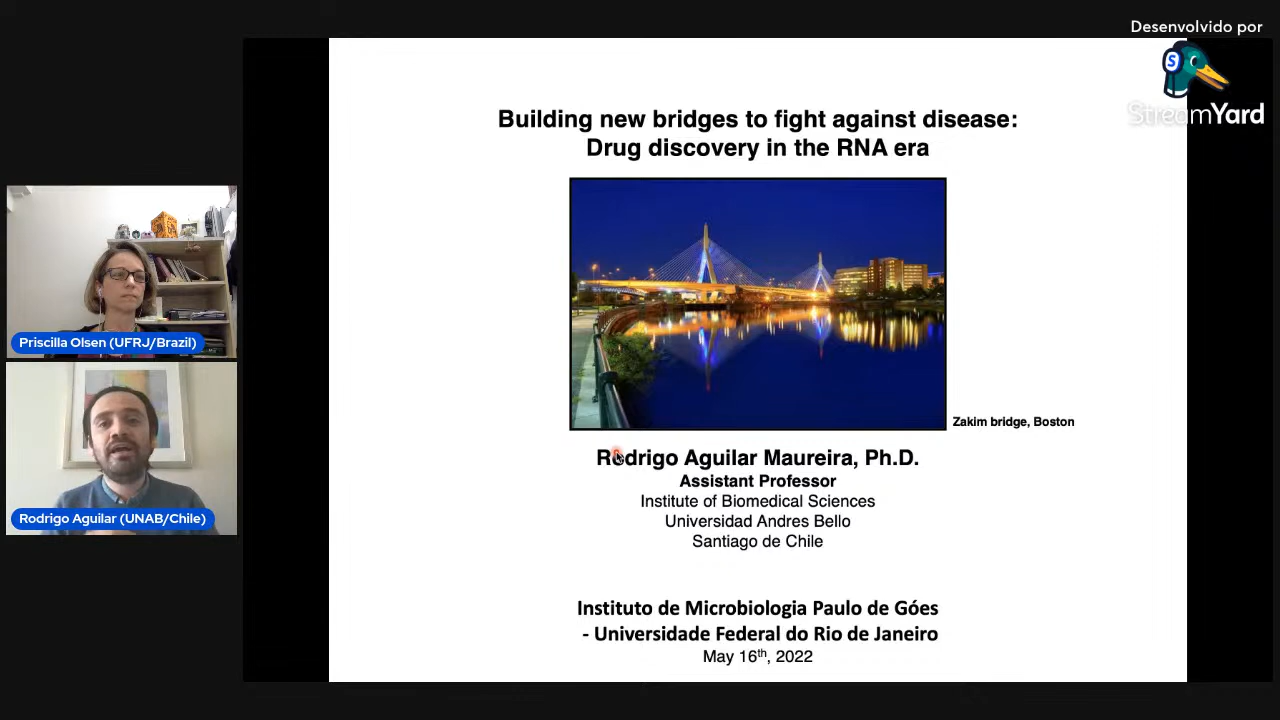 Desenvolvido por
StreamYard
Building new bridges to fight against disease:
Drug discovery in the RNA era
Zakim bridge, Boston
Rodrigo Aguilar Maureira, Ph.D.
Assistant Professor
Institute of Biomedical Sciences
Universidad Andres Bello
Santiago de Chile
Instituto de Microbiologia Paulo de Góes
- Universidade Federal do Rio de Janeiro
May 16th, 2022
Priscilla Olsen (UFRJ/Brazil)
Rodrigo Aguilar (UNAB/Chile)